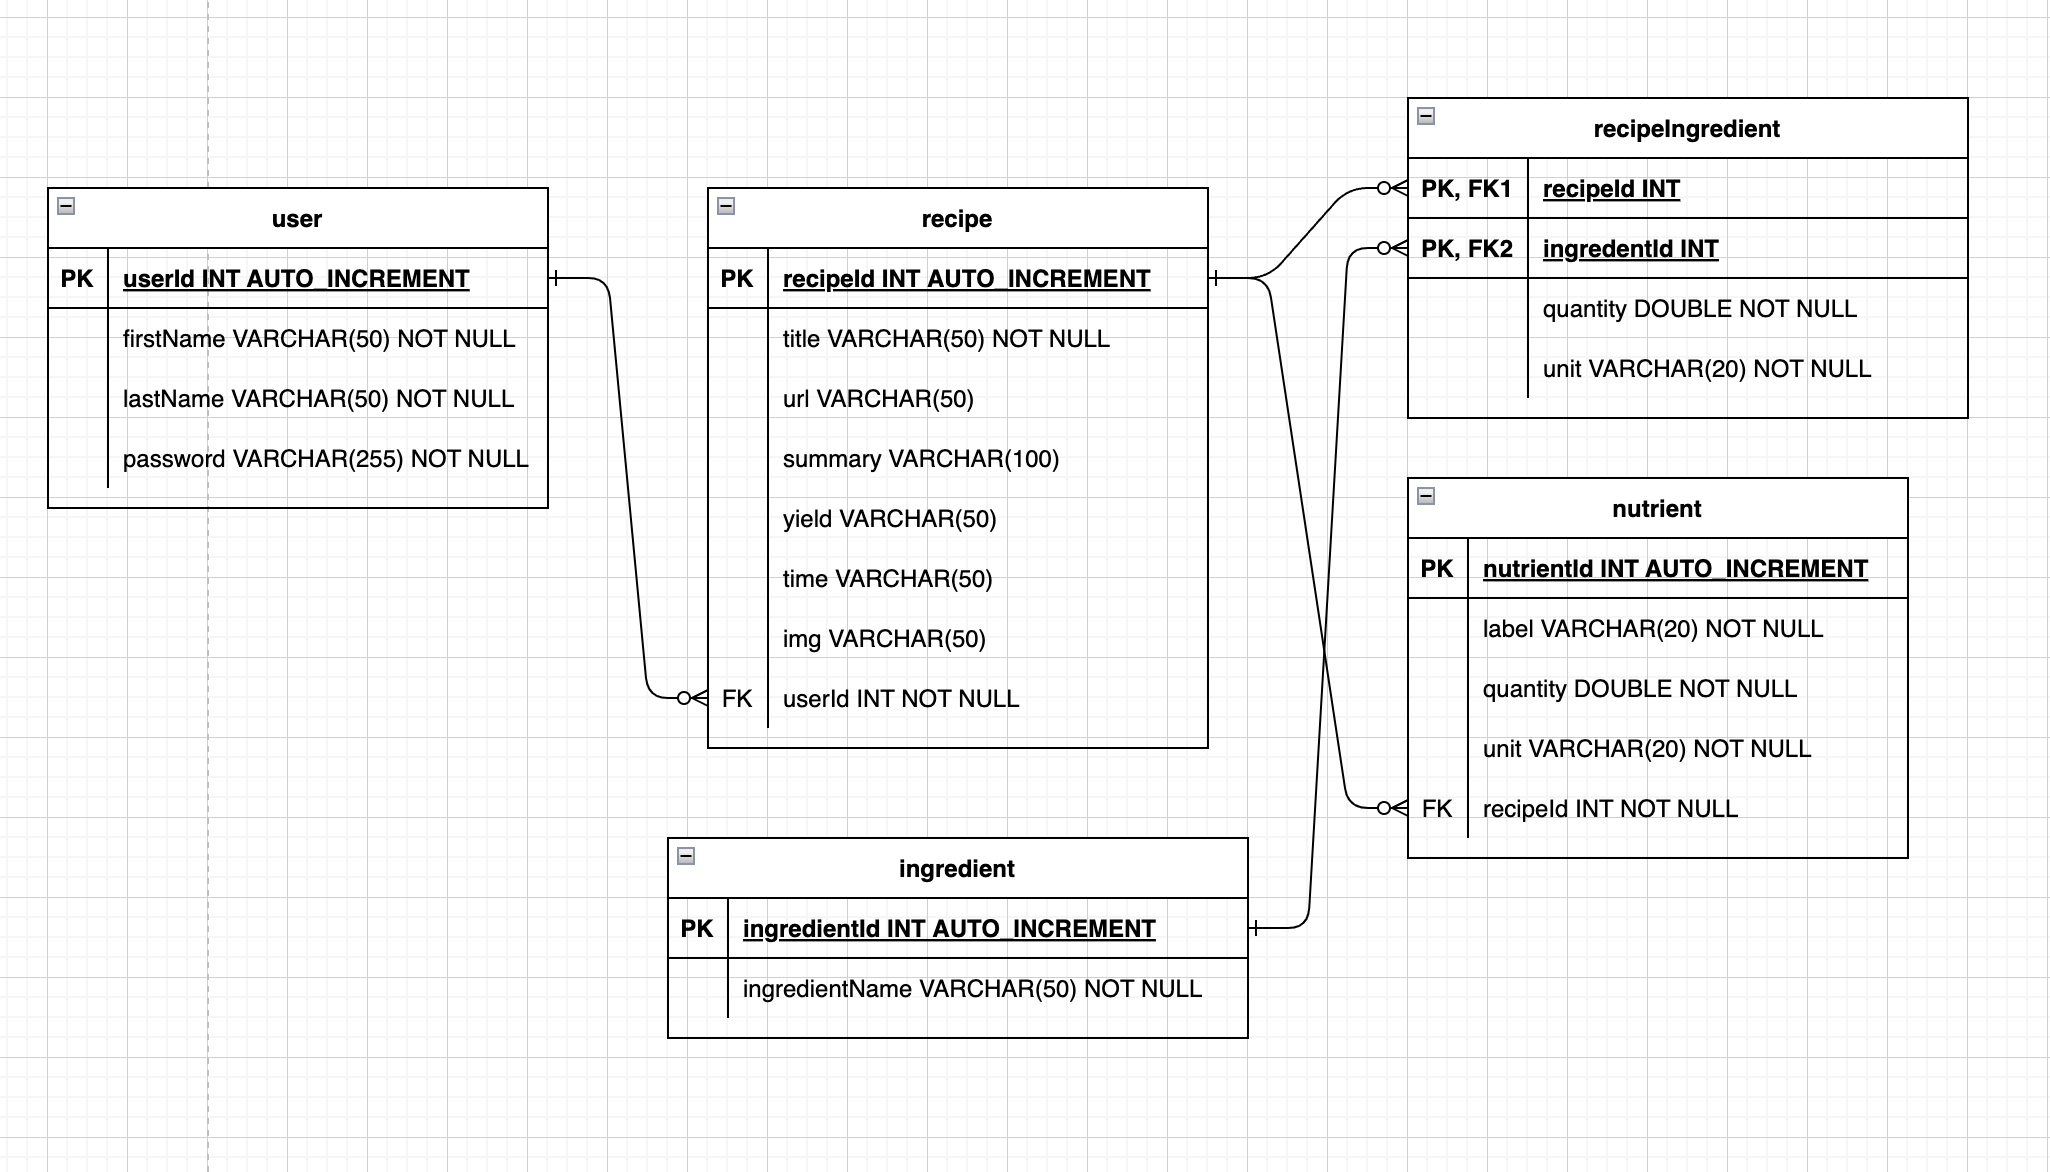 user
PK userId INT AUTO_INCREMENT
firstName VARCHAR(50) NOT NULL
lastName VARCHAR(50) NOT NULL
password VARCHAR(255) NOT NULL
recipe
PK recipeId INT AUTO_INCREMENT
title VARCHAR(50) NOT NULL
url VARCHAR(50)
summary VARCHAR(100)
yield VARCHAR(50)
time VARCHAR(50)
img VARCHAR(50)
FK userId INT NOT NULL
ingredient
PK ingredientId INT AUTO_INCREMENT
ingredientName VARCHAR(50) NOT NULL
recipeIngredient
PK, FK1 recipeId INT
PK, FK2 ingredentId INT
quantity DOUBLE NOT NULL
unit VARCHAR(20) NOT NULL
nutrient
PK nutrientId INT AUTO_INCREMENT
label VARCHAR(20) NOT NULL
quantity DOUBLE NOT NULL
unit VARCHAR(20) NOT NULL
FK recipeId INT NOT NULL